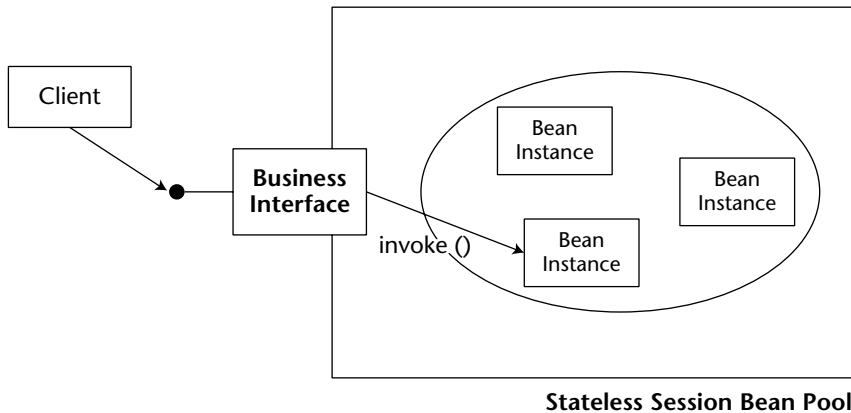 Client
Business
Interface
invoke ()
Bean
Instance
Bean
Instance
Bean
Instance
Stateless Session Bean Pool